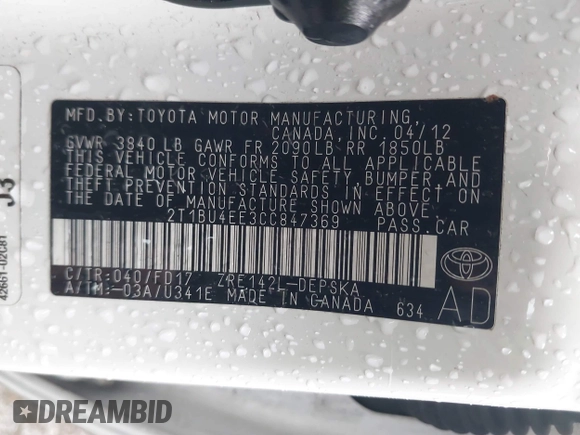 MFD. BY: TOYOTA MOTOR MANUFACTURING,
CANADA, INC. 04/12
GVWR 3840 LB GAWR FR 2090LB RR 1850LB
THIS VEHICLE CONFORMS TO ALL APPLICABLE
FEDERAL MOTOR VEHICLE SAFETY BUMPER AND
THEFT PREVENTION STANDARDS IN EFFECT ON
THE DATE OF MANUFACTURE SHOWN ABOVE.
2T1BU4EE3CC847369 PASS.CAR
C/TR: 040/FD17 ZRE142L-DEPSKA
A/TM:-03A/U341E MADE IN CANADA 634
TOYOTA
AD
J3
42661-02C81
DREAMBID